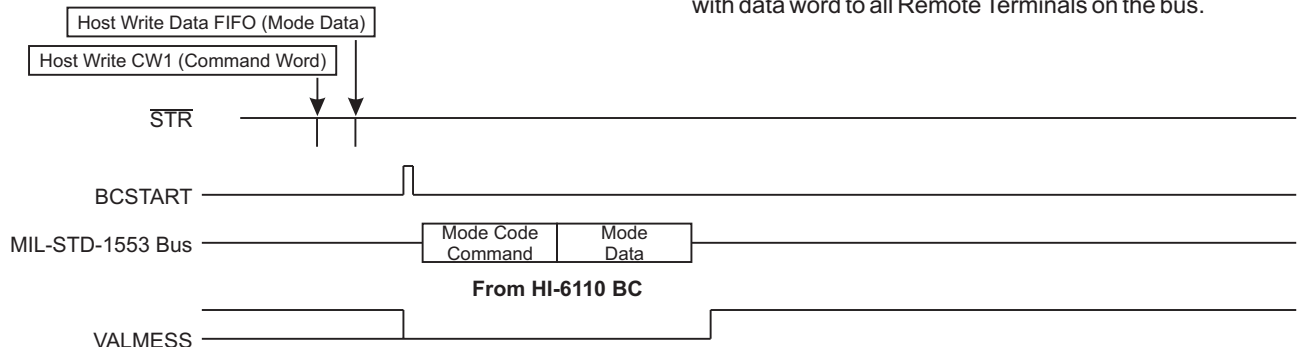 with data word to all Remote Terminals on the bus.
Host Write Data FIFO (Mode Data)
Host Write CW1 (Command Word)
STR
BCSTART
MIL-STD-1553 Bus
Mode Code
Command
Mode
Data
From HI-6110 BC
VALMESS